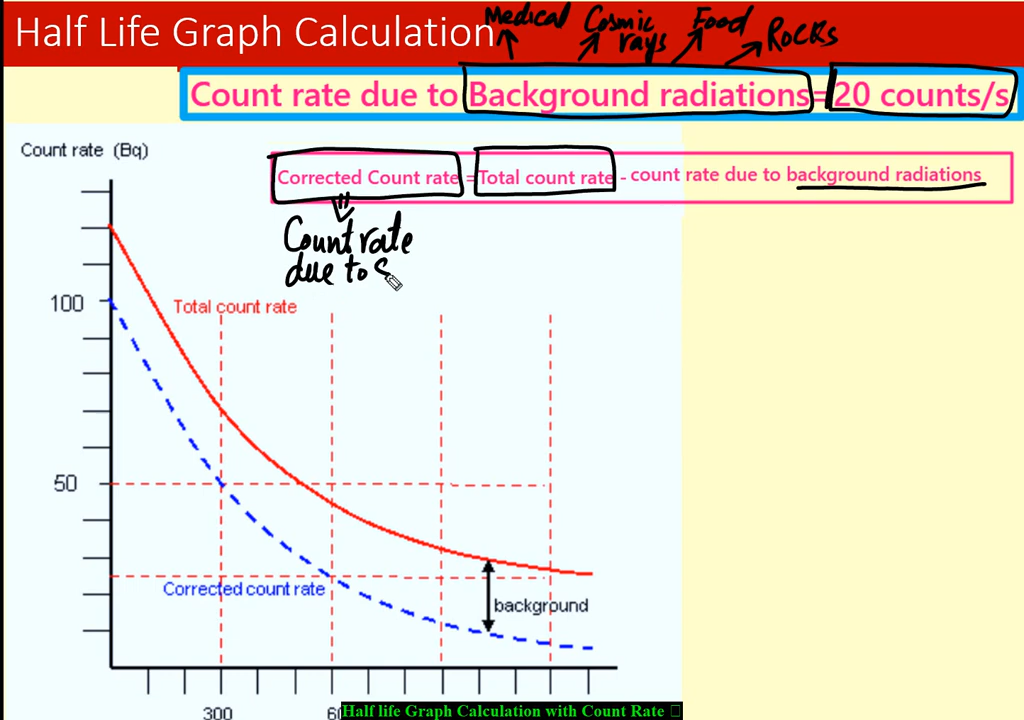 Half Life Graph Calculation
Medical
Cosmic
rays
Food
Rocks
Count rate due to Background radiations = 20 counts/s
Count rate (Bq)
Corrected Count rate = Total count rate - count rate due to background radiations
Count rate
due to S
100
Total count rate
50
Corrected count rate
background
300
Half life Graph Calculation with Count Rate